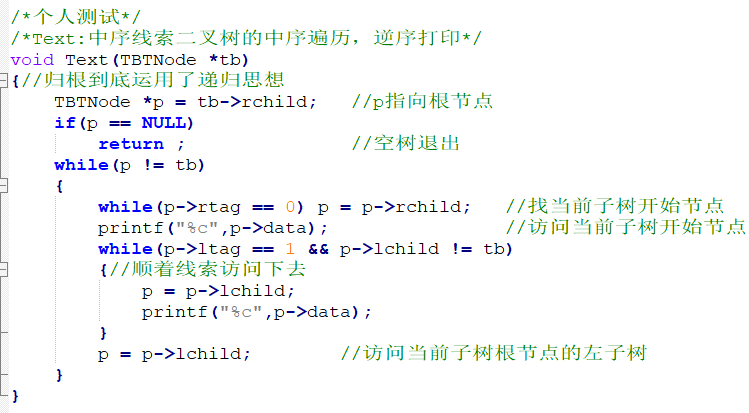 /*个人测试*/
/*Text:中序线索二叉树的中序遍历，逆序打印*/
void Text(TBTNode *tb)
{//归根到底运用了递归思想
    TBTNode *p = tb->rchild;   //p指向根节点
    if(p == NULL)
        return ;               //空树退出
    while(p != tb)
    {
        while(p->rtag == 0) p = p->rchild;   //找当前子树开始节点
        printf("%c",p->data);                //访问当前子树开始节点
        while(p->ltag == 1 && p->lchild != tb)
        {//顺着线索访问下去
            p = p->lchild;
            printf("%c",p->data);
        }
        p = p->lchild;        //访问当前子树根节点的左子树
    }
}